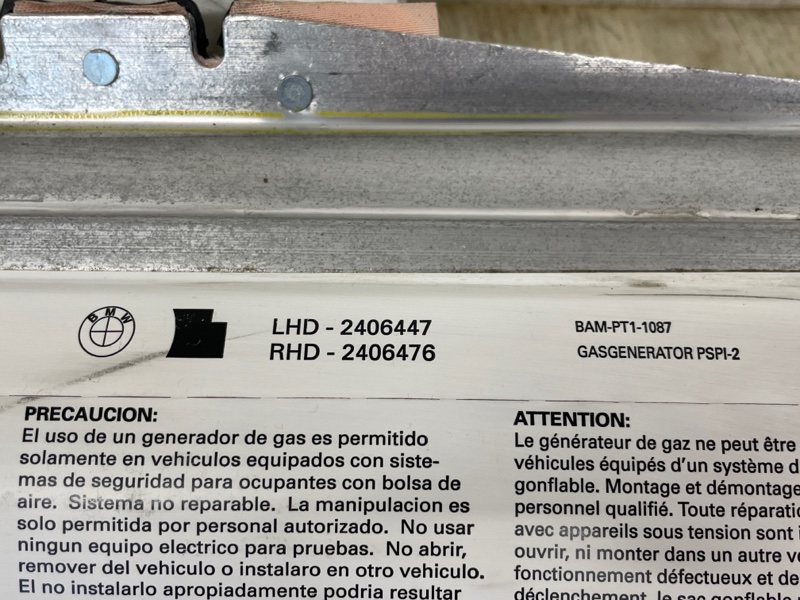 BMW
LHD - 2406447
RHD - 2406476
BAM-PT1-1087
GASGENERATOR PSPI-2
PRECAUCION:
El uso de un generador de gas es permitido
solamente en vehiculos equipados con siste-
mas de seguridad para ocupantes con bolsa de
aire. Sistema no reparable. La manipulacion es
solo permitida por personal autorizado. No usar
ningun equipo electrico para pruebas. No abrir,
remover del vehiculo o instalaro en otro vehiculo.
El no instalarlo apropiadamente podria resultar
ATTENTION:
Le générateur de gaz ne peut être
véhicules équipés d'un système d
gonflable. Montage et démontage
personnel qualifié. Toute réparatio
avec appareils sous tension sont i
ouvrir, ni monter dans un autre ve
fonctionnement défectueux et de
déclenchement, le sac gonflable